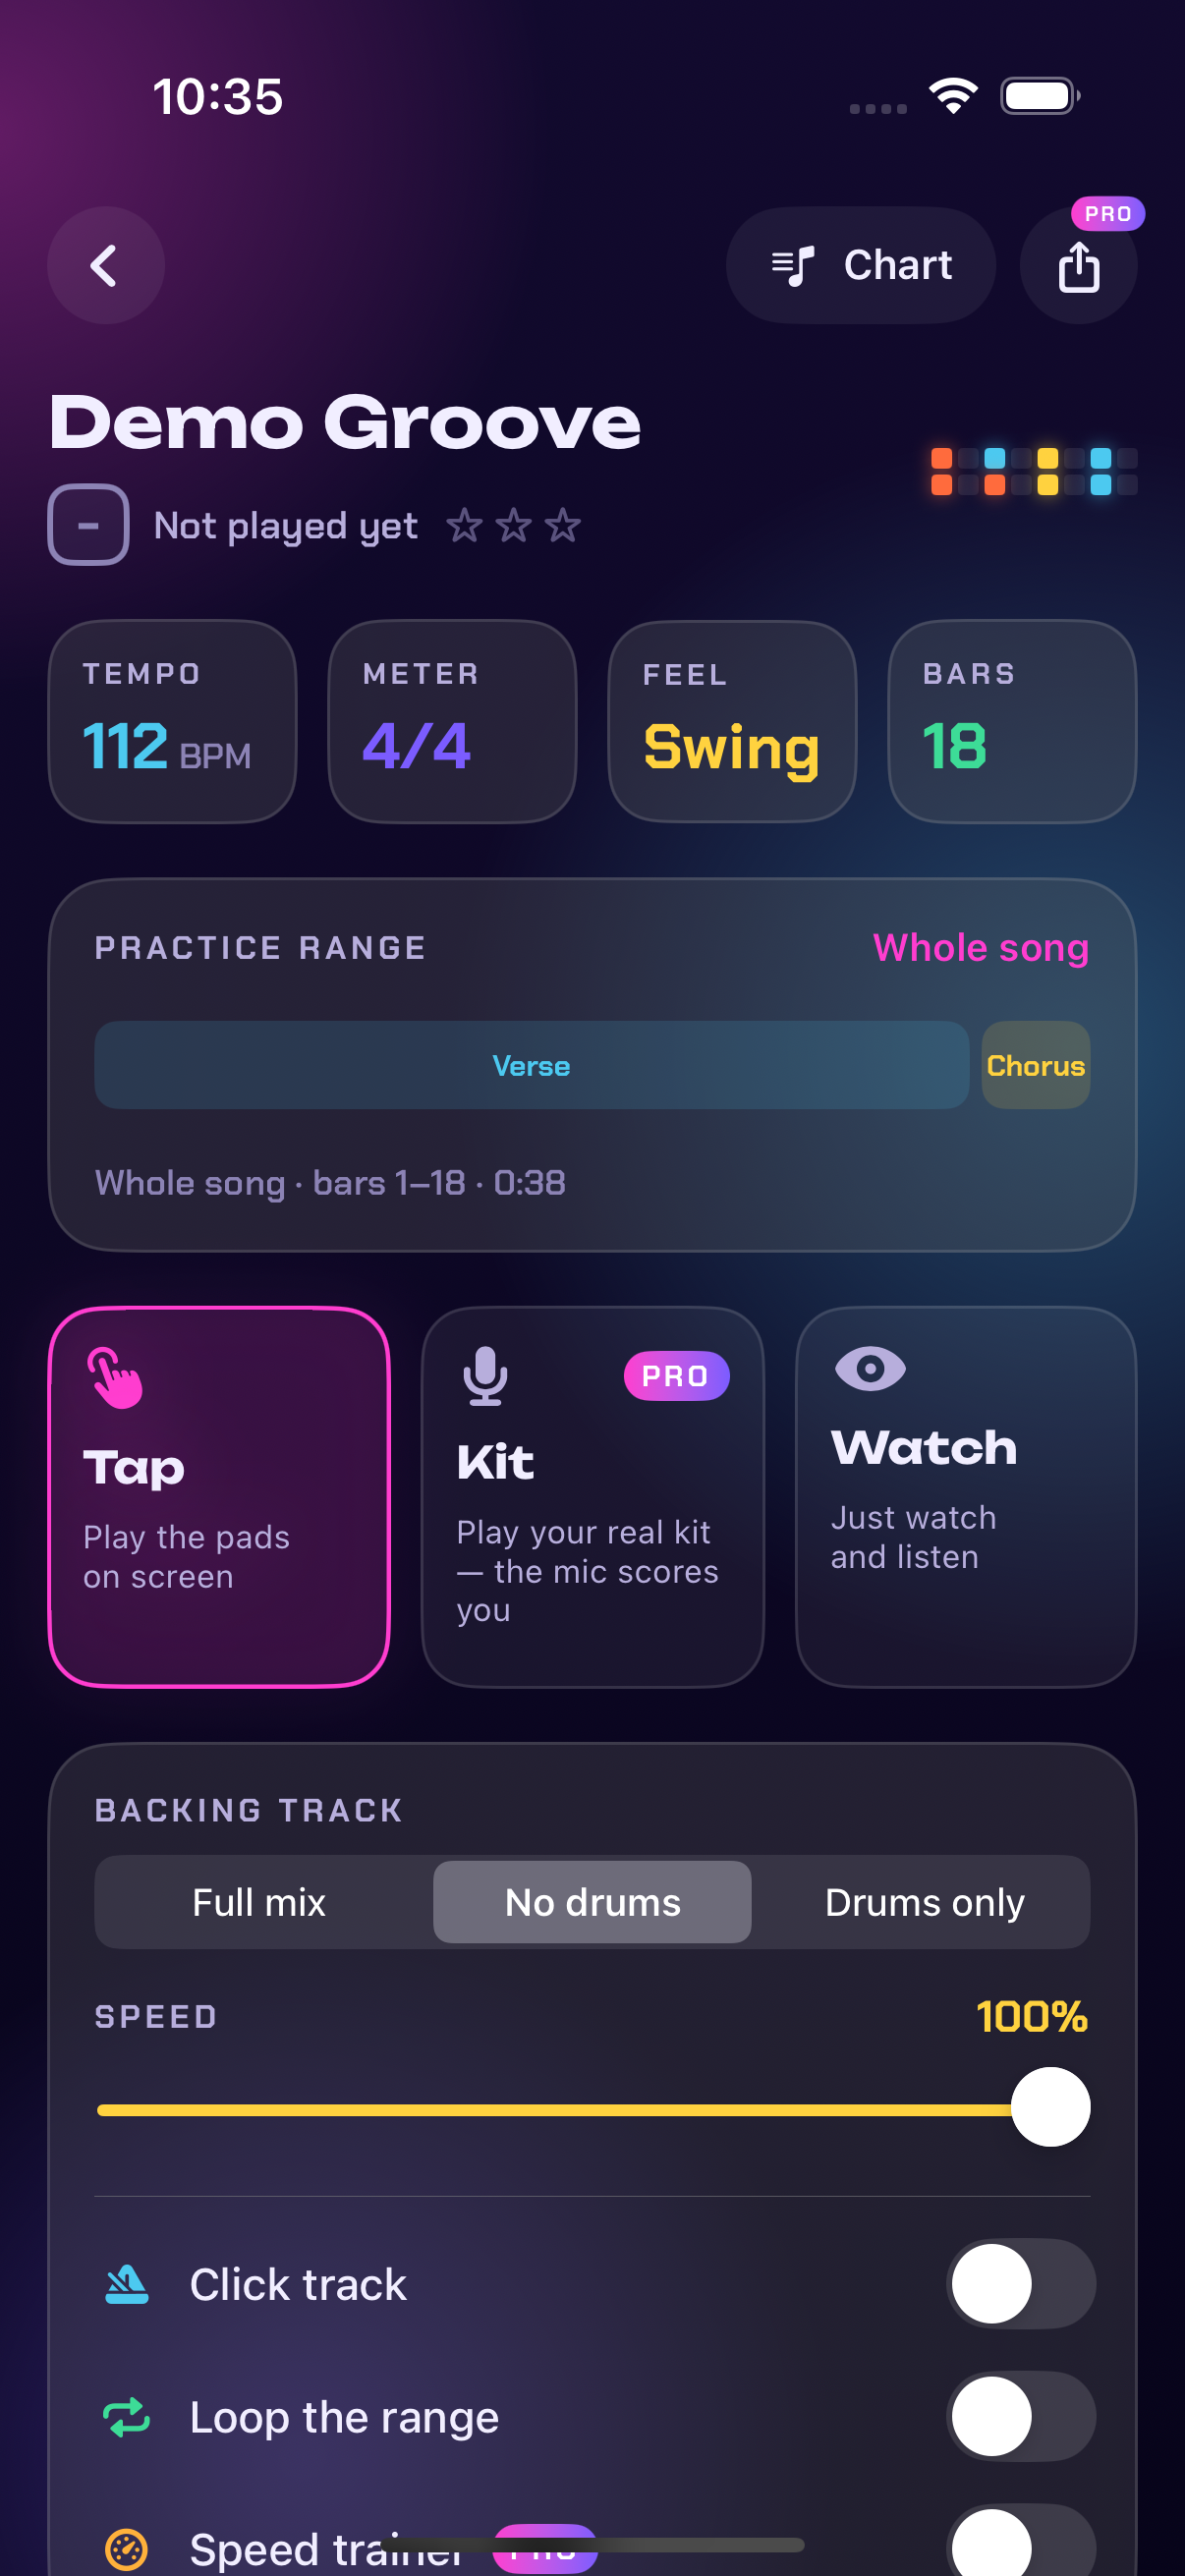 10:35
PRO
Chart
Demo Groove
- Not played yet
TEMPO
112 BPM
METER
4/4
FEEL
Swing
BARS
18
PRACTICE RANGE
Whole song
Verse
Chorus
Whole song · bars 1–18 · 0:38
Tap
Play the pads
on screen
PRO
Kit
Play your real kit
— the mic scores
you
Watch
Just watch
and listen
BACKING TRACK
Full mix
No drums
Drums only
SPEED
100%
Click track
Loop the range
Speed trainer
PRO